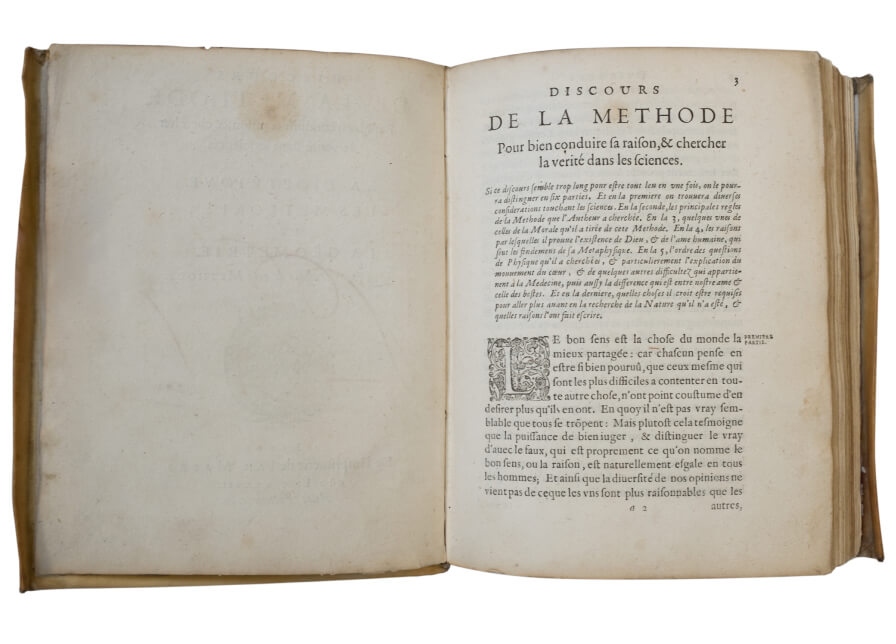 3
DISCOURS
DE LA METHODE
Pour bien conduire ſa raiſon, & chercher
la verité dans les ſciences.
Si ce diſcours ſemble trop long pour eſtre tout leu en vne fois, on le pour-
ra diſtinguer en ſix parties. Et en la premiere on trouuera diuerſes
conſiderations touchant les ſciences. En la ſeconde, les principales regles
de la Methode que l'Autheur a cherchée. En la 3, quelques vnes de
celles de la Morale qu'il a tirée de cete Methode. En la 4, les raiſons
par leſquelles il prouue l'exiſtence de Dieu, & de l'ame humaine, qui
ſont les fondemens de ſa Metaphyſique. En la 5, l'ordre des queſtions
de Phyſique qu'il a cherchées, & particulierement l'explication du
mouuement du cœur, & de quelques autres difficultez qui appartie-
nent à la Medecine, puis auſſy la difference qui eſt entre noſtre ame &
celle des beſtes. Et en la derniere, quelles choſes il croit eſtre requiſes
pour aller plus auant en la recherche de la Nature qu'il n'a eſté, &
quelles raiſons l'ont fait eſcrire.
LE bon sens eſt la choſe du monde la
PREMIERE
PARTIE.
mieux partagée: car chaſcun penſe en
eſtre ſi bien pouruû, que ceux meſme qui
ſont les plus difficiles a contenter en tou-
te autre choſe, n'ont point couſtume d'en
deſirer plus qu'ils en ont. En quoy il n'eſt pas vray ſem-
blable que tous ſe trõpent: Mais plutoſt cela teſmoigne
que la puiſſance de bien iuger, & diſtinguer le vray
d'auec le faux, qui eſt proprement ce qu'on nomme le
bon ſens, ou la raiſon, eſt naturellement eſgale en tous
les hommes; Et ainſi que la diuerſité de nos opinions ne
vient pas de ce que les vns ſont plus raiſonnables que les
a 2
autres,